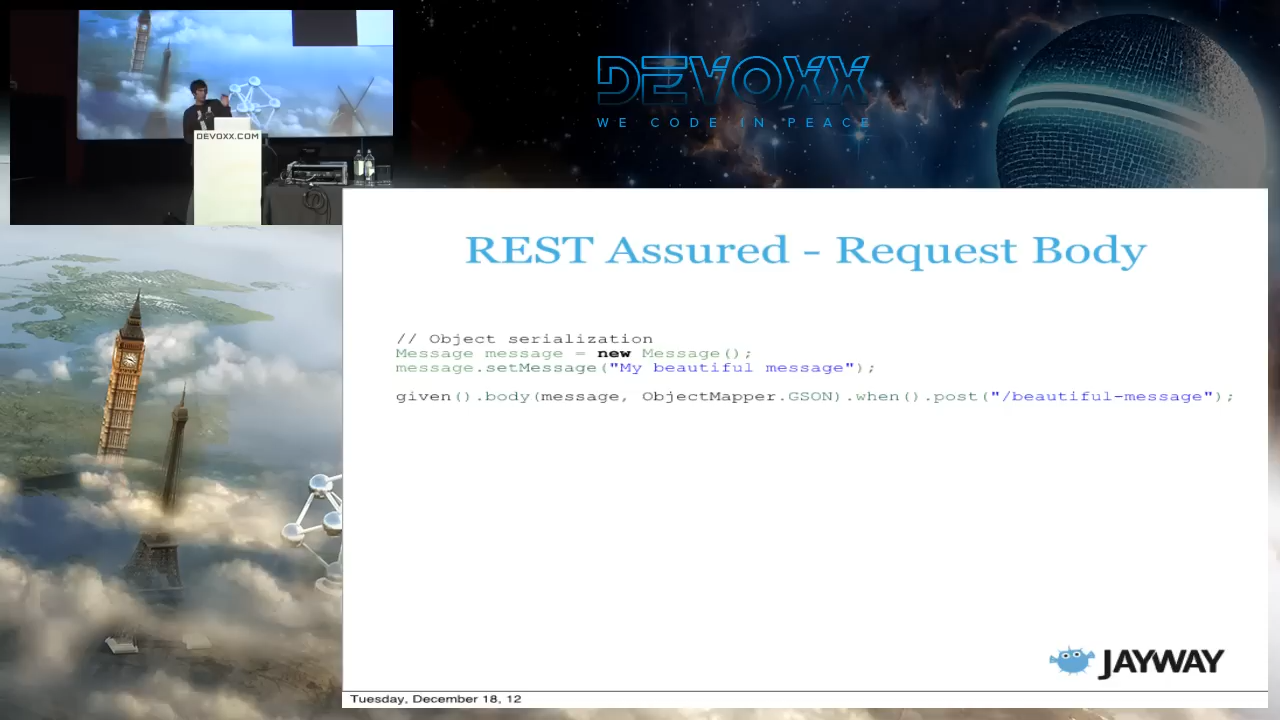 DEVOXX
WE CODE IN PEACE
DEVOXX.COM
REST Assured - Request Body
// Object serialization
Message message = new Message();
message.setMessage("My beautiful message");
given().body(message, ObjectMapper.GSON).when().post("/beautiful-message");
JAYWAY
Tuesday, December 18, 12